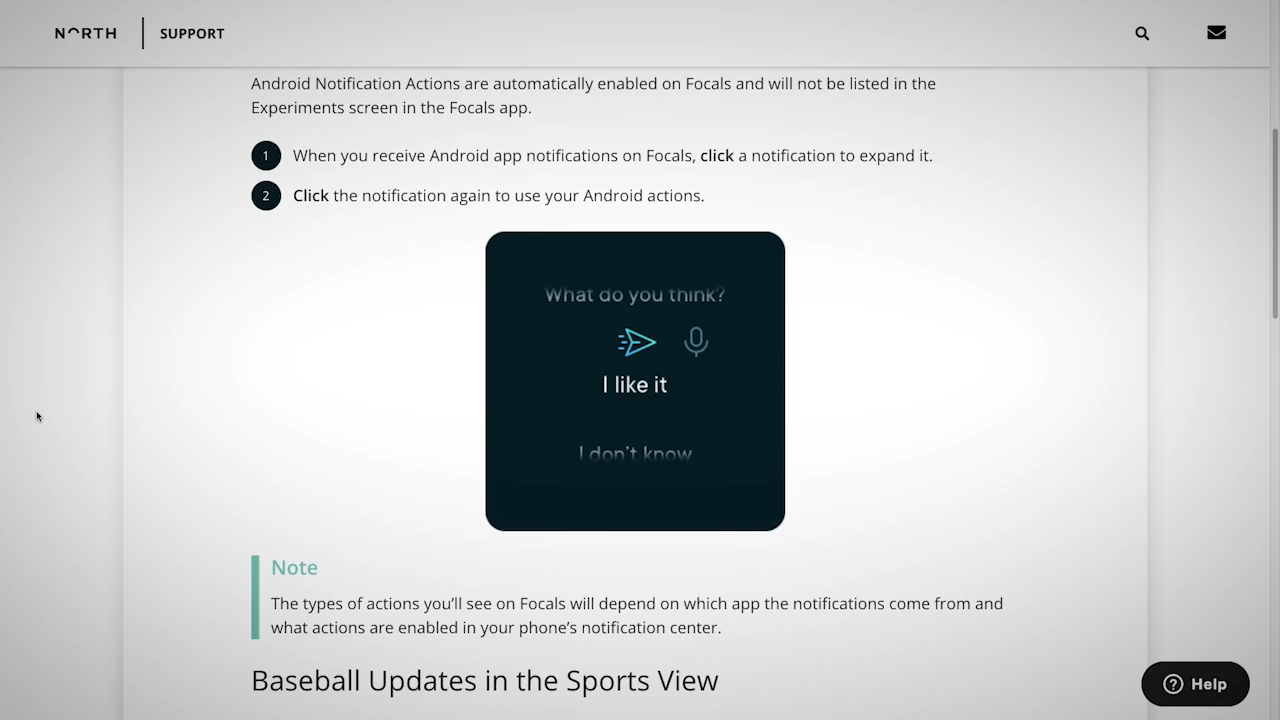 NORTH
SUPPORT
Android Notification Actions are automatically enabled on Focals and will not be listed in the
Experiments screen in the Focals app.
1 When you receive Android app notifications on Focals, click a notification to expand it.
2 Click the notification again to use your Android actions.
What do you think?
I like it
I don't know
Note
The types of actions you'll see on Focals will depend on which app the notifications come from and
what actions are enabled in your phone's notification center.
Baseball Updates in the Sports View
? Help